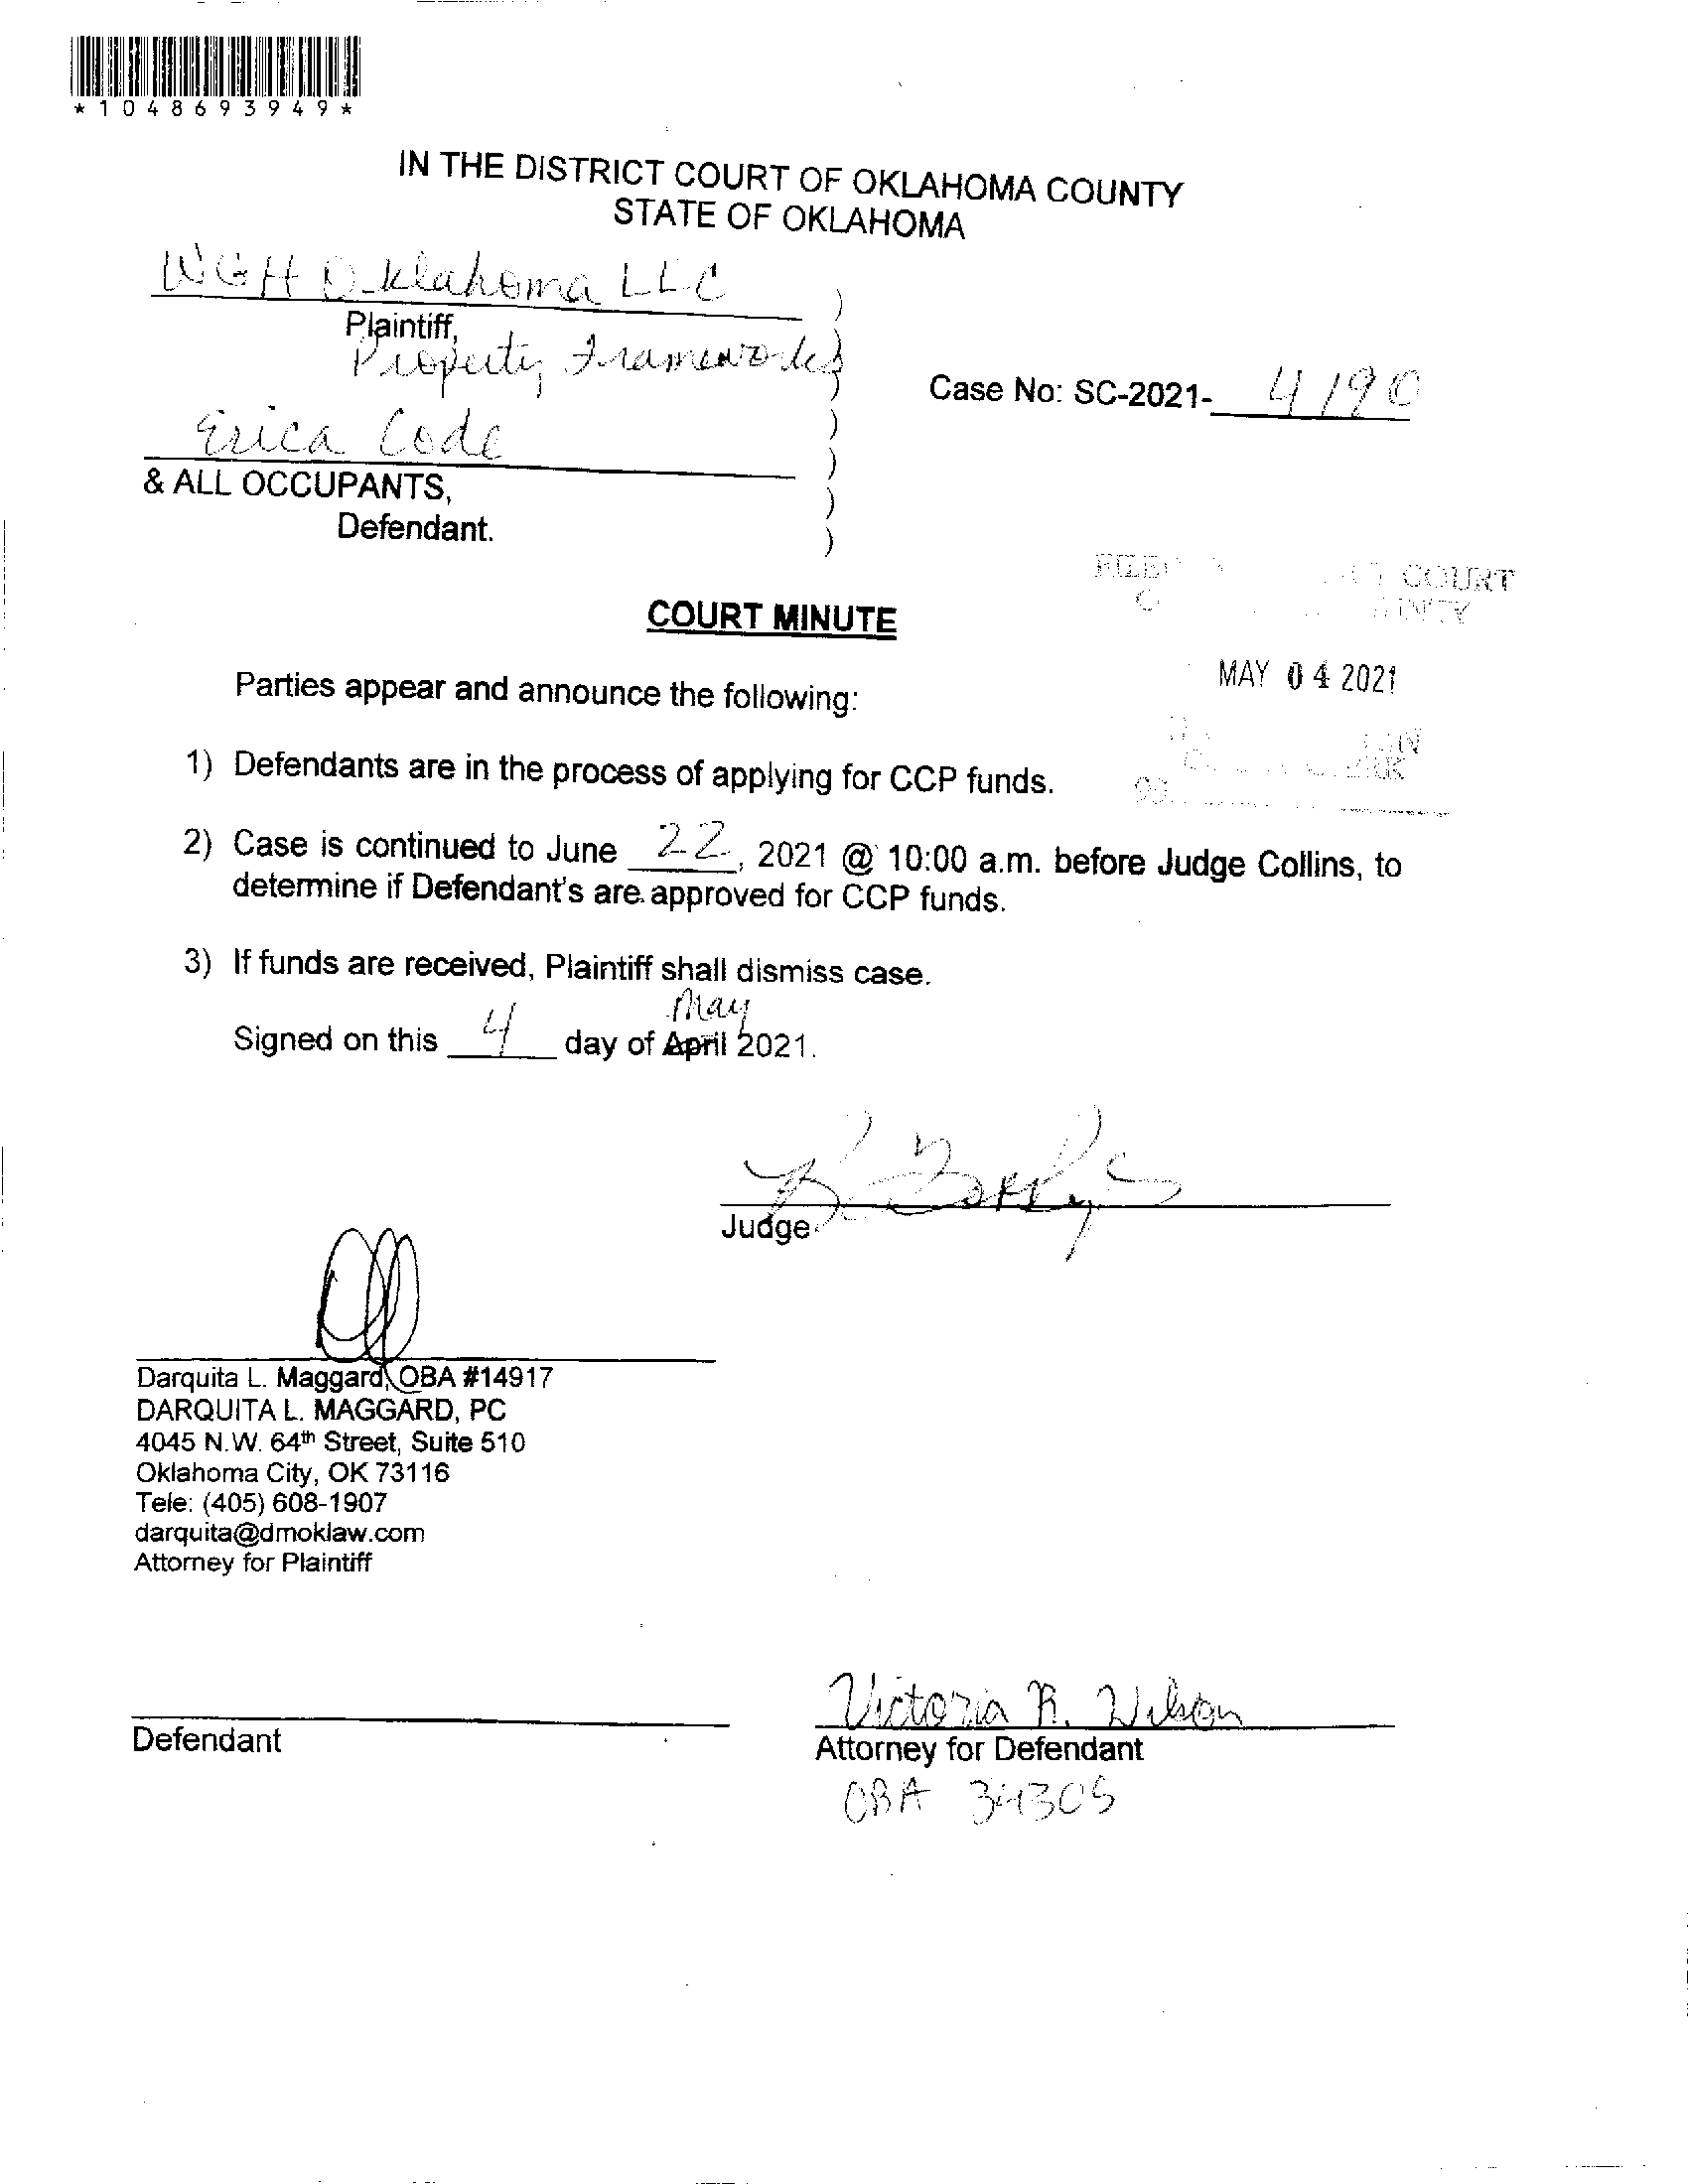 *1048693949*
IN THE DISTRICT COURT OF OKLAHOMA COUNTY
STATE OF OKLAHOMA
WGH Oklahoma LLC )
Plaintiff,
Property Frameworks )
Case No: SC-2021- 4190
Erica Code )
)
& ALL OCCUPANTS, )
Defendant. )
COURT
COURT MINUTE
MAY 04 2021
Parties appear and announce the following:
1) Defendants are in the process of applying for CCP funds.
2) Case is continued to June 22, 2021 @ 10:00 a.m. before Judge Collins, to
determine if Defendant's are approved for CCP funds.
3) If funds are received, Plaintiff shall dismiss case.
May
Signed on this 4 day of April 2021.
Judge
Darquita L. Maggard, OBA #14917
DARQUITA L. MAGGARD, PC
4045 N.W. 64th Street, Suite 510
Oklahoma City, OK 73116
Tele: (405) 608-1907
darquita@dmoklaw.com
Attorney for Plaintiff
Victoria R. Wilson
Defendant
Attorney for Defendant
OBA 34305